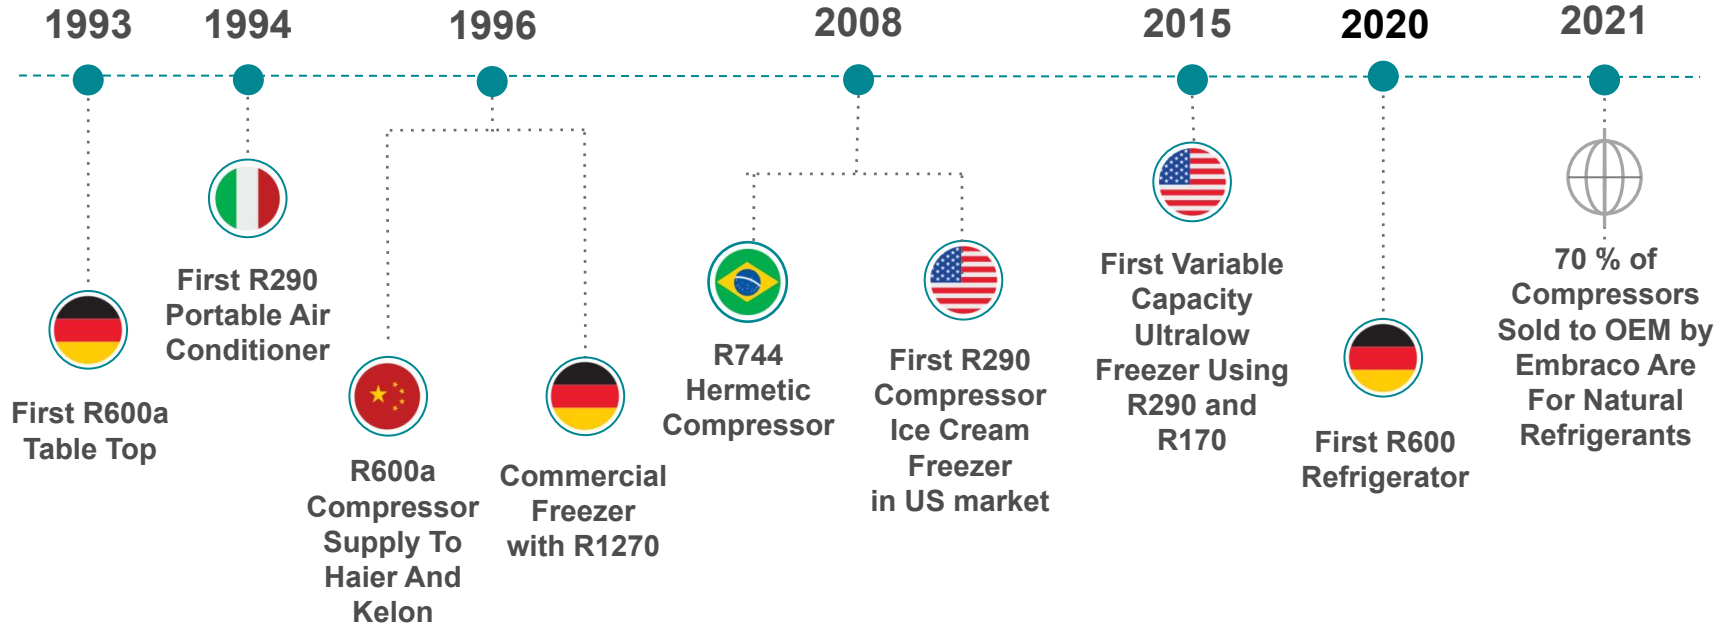 1993
1994
1996
2008
2015
2020
2021
First R600a
Table Top
First R290
Portable Air
Conditioner
R600a
Compressor
Supply To
Haier And
Kelon
Commercial
Freezer
with R1270
R744
Hermetic
Compressor
First R290
Compressor
Ice Cream
Freezer
in US market
First Variable
Capacity
Ultralow
Freezer Using
R290 and
R170
First R600
Refrigerator
70 % of
Compressors
Sold to OEM by
Embraco Are
For Natural
Refrigerants